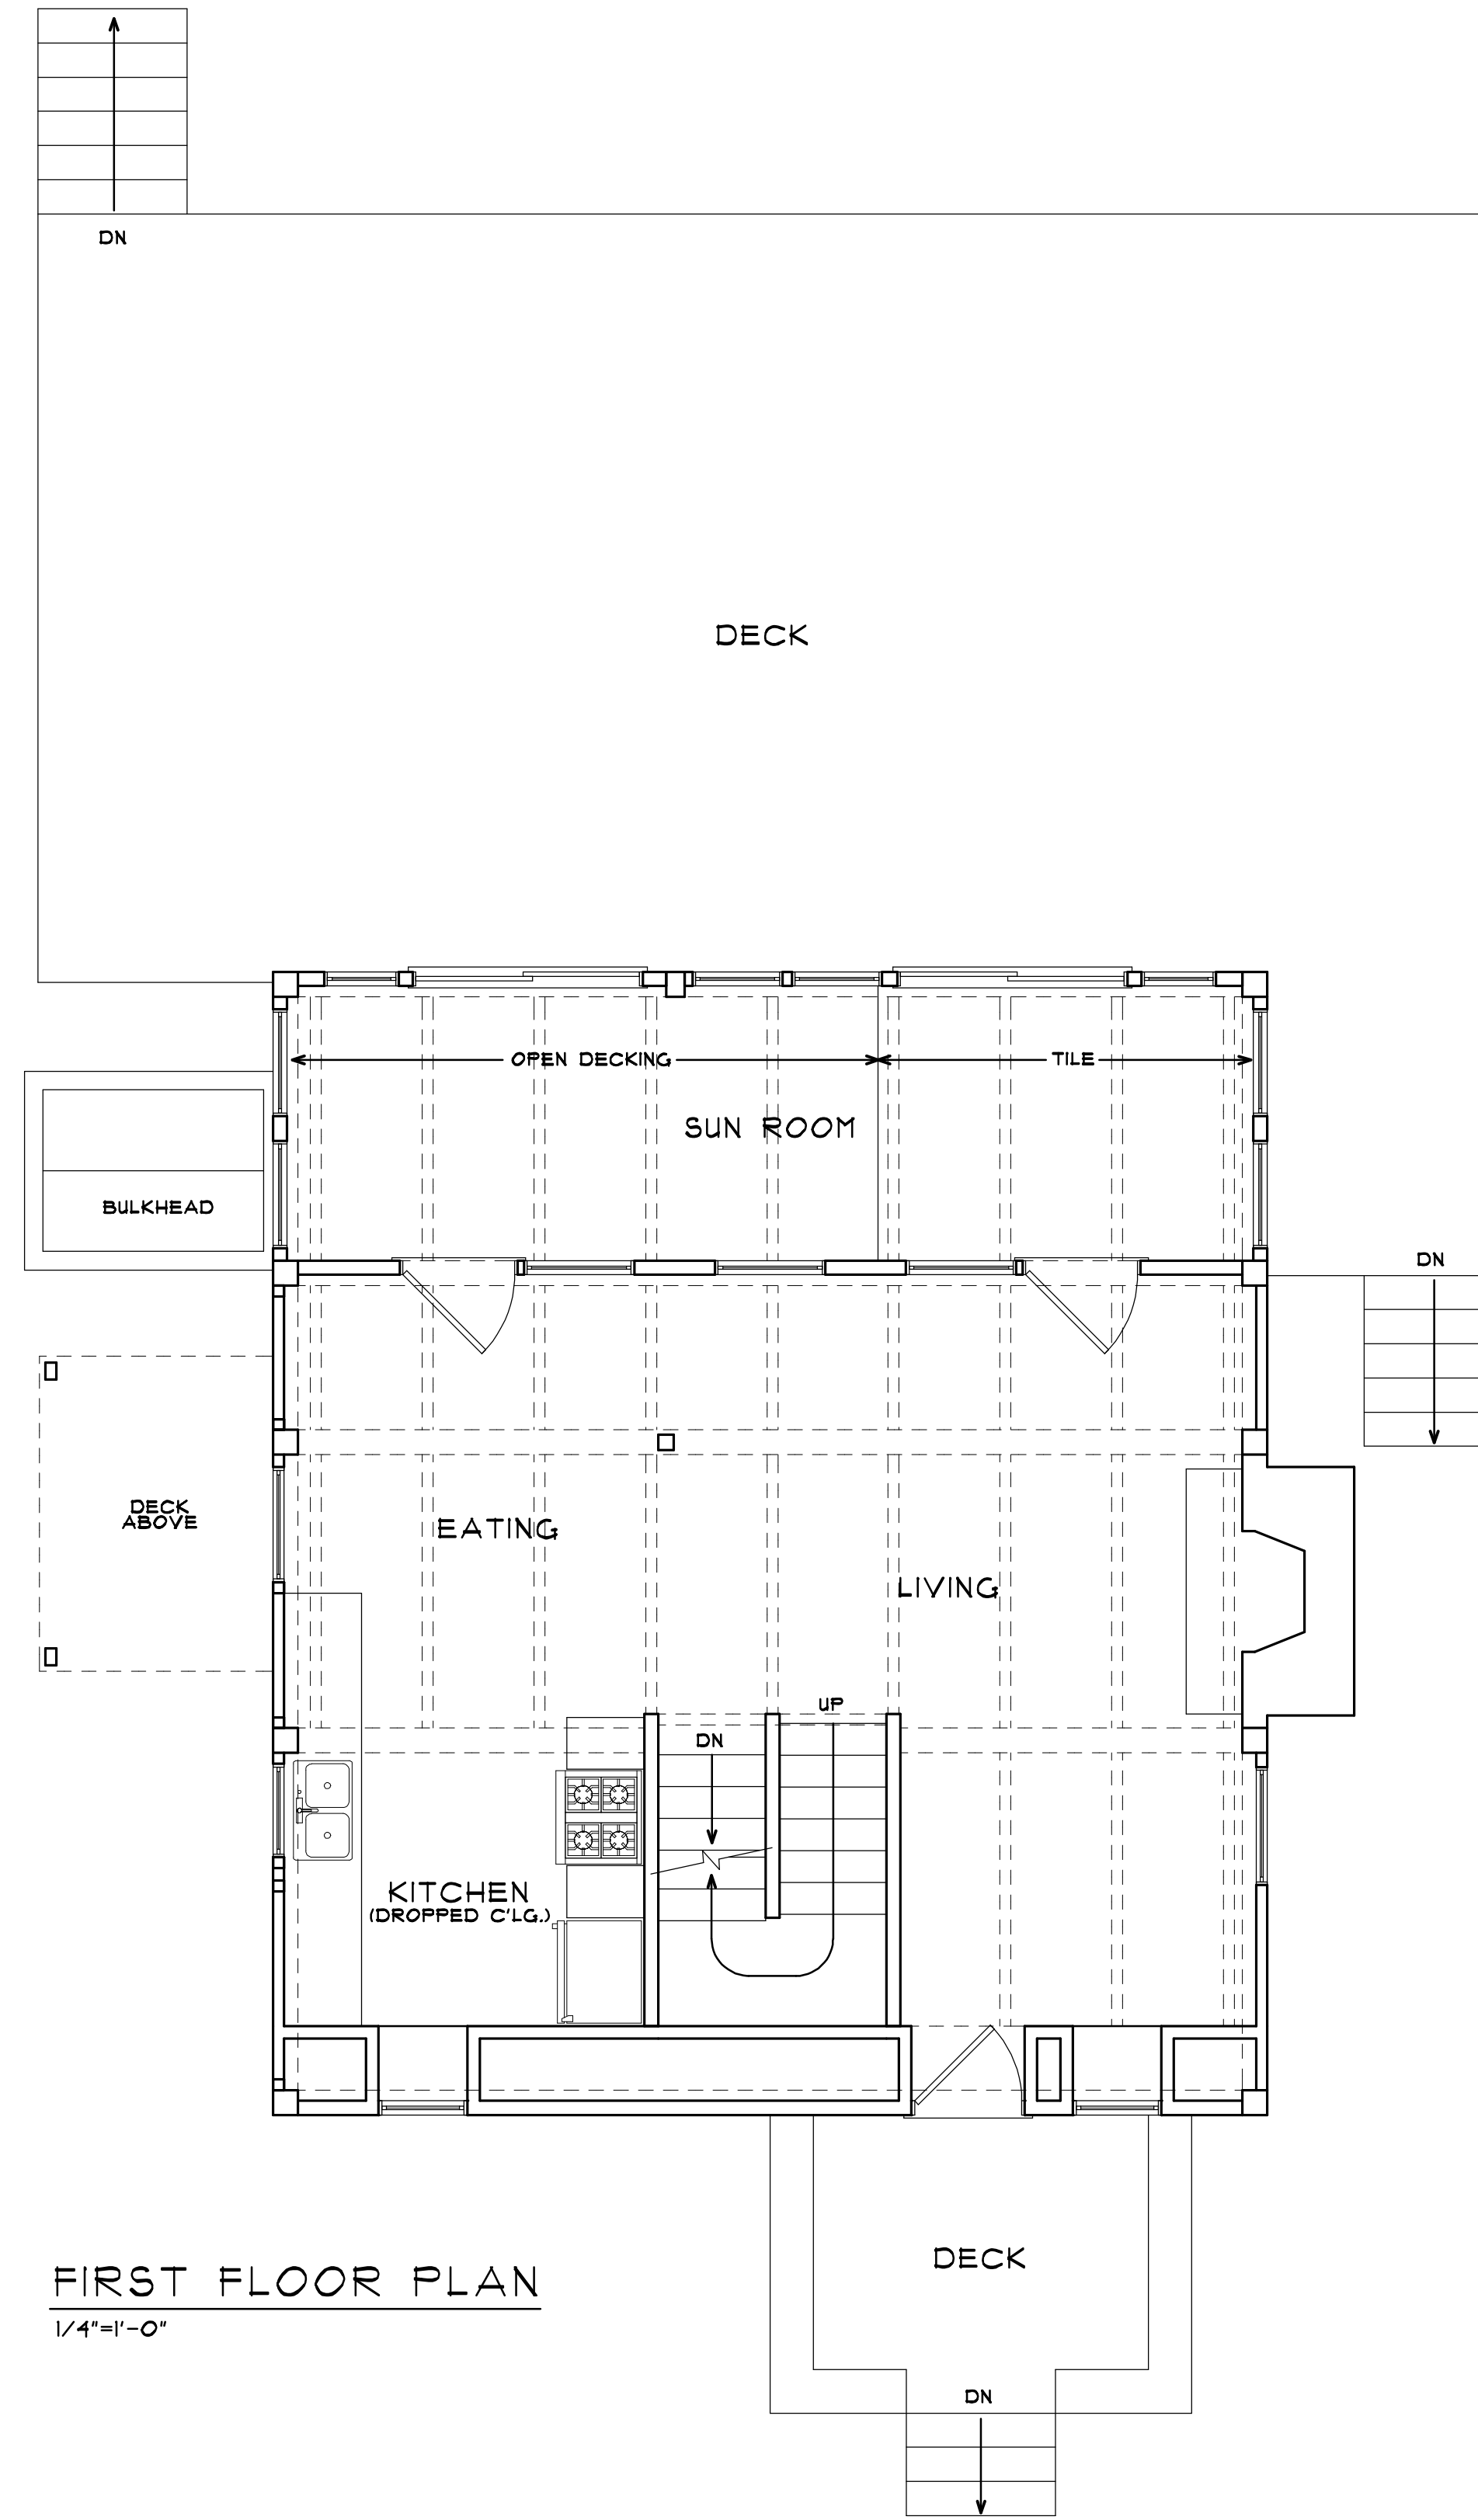 DN
DECK
OPEN DECKING
TILE
SUN ROOM
BULKHEAD
DN
DECK
ABOVE
EATING
LIVING
UP
DN
KITCHEN
(DROPPED C'LG.)
DECK
FIRST FLOOR PLAN
1/4"=1'-0"
DN